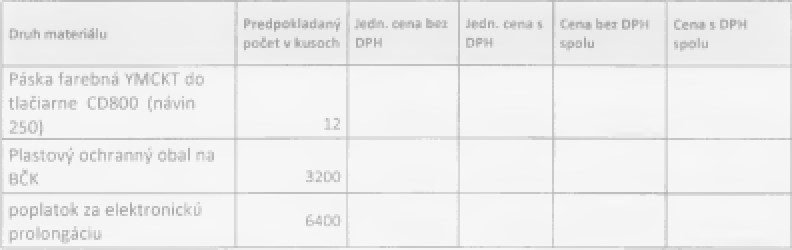 Druh materiálu
Predpokladaný
počet v kusoch
Jedn. cena bez
DPH
Jedn. cena s
DPH
Cena bez DPH
spolu
Cena s DPH
spolu
Páska farebná YMCKT do
tlačiarne CD800 (návin
250)
12
Plastový ochranný obal na
BČK
3200
poplatok za elektronickú
prolongáciu
6400